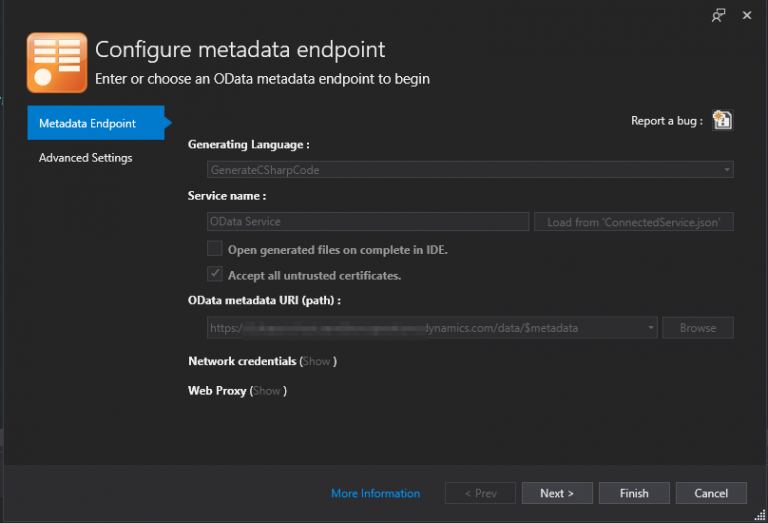 Configure metadata endpoint
Enter or choose an OData metadata endpoint to begin
Metadata Endpoint
Advanced Settings
Report a bug :
Generating Language :
GenerateCSharpCode
Service name :
OData Service
Load from 'ConnectedService.json'
Open generated files on complete in IDE.
Accept all untrusted certificates.
OData metadata URI (path) :
https:/ dynamics.com/data/$metadata
Browse
Network credentials (Show )
Web Proxy (Show )
More Information
< Prev
Next >
Finish
Cancel